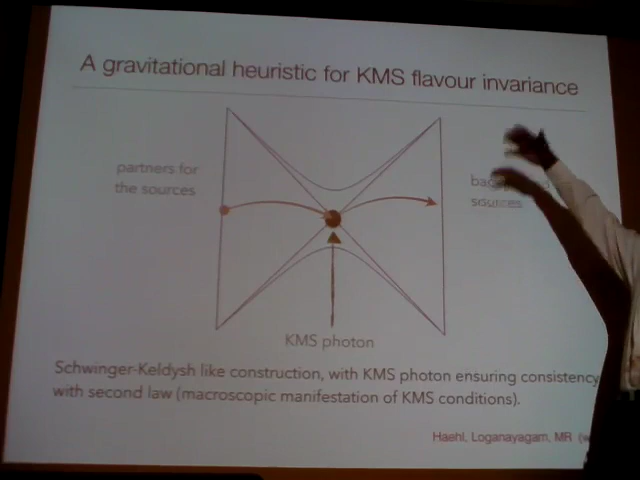 A gravitational heuristic for KMS flavour invariance
partners for
the sources
sources
KMS photon
Schwinger-Keldysh like construction, with KMS photon ensuring consistency
with second law (macroscopic manifestation of KMS conditions).
Haehl, Loganayagam, MR